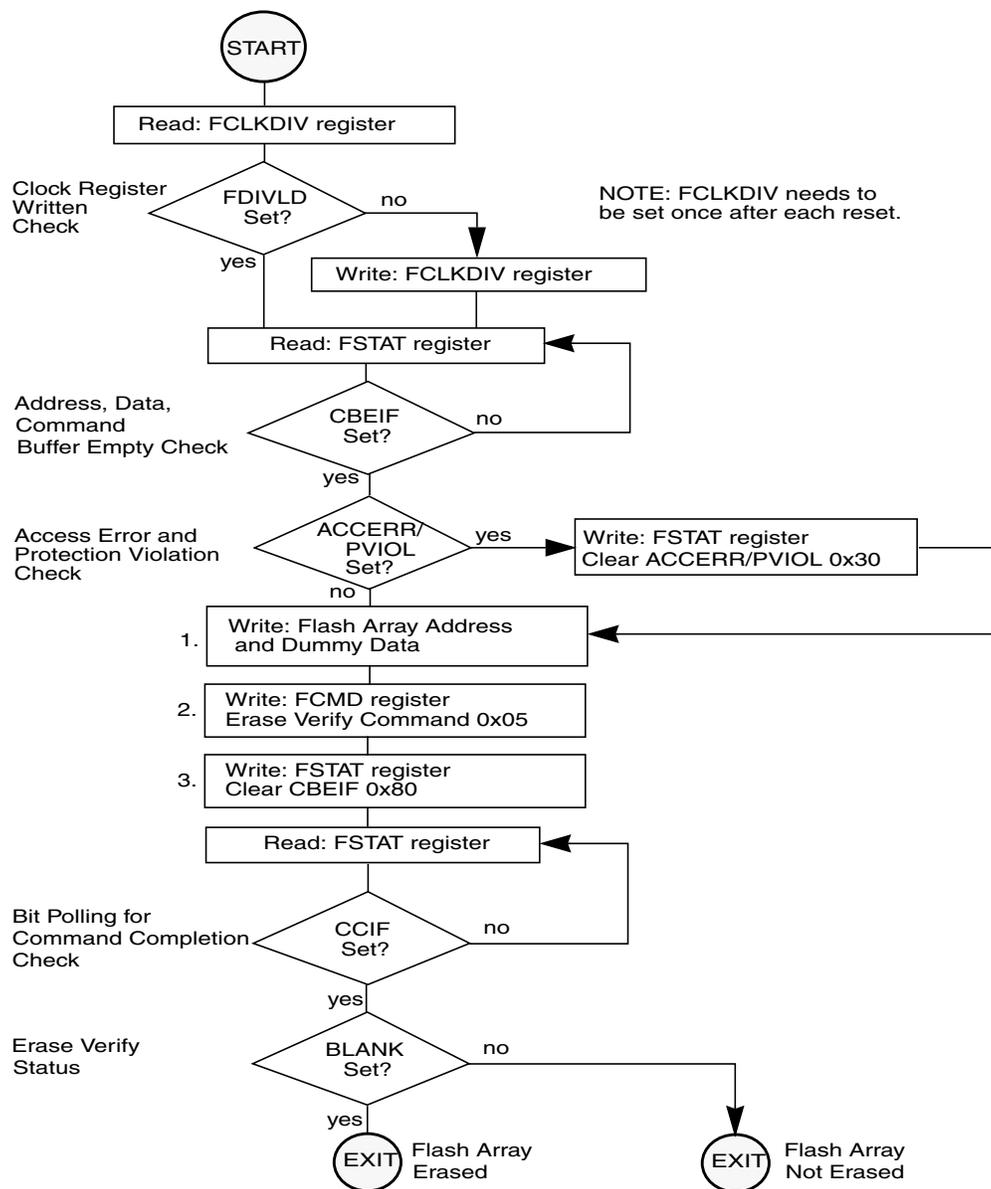 START
Read: FCLKDIV register
Clock Register
Written
Check
FDIVLD
Set?
no
NOTE: FCLKDIV needs to
be set once after each reset.
yes
Write: FCLKDIV register
Read: FSTAT register
Address, Data,
Command
Buffer Empty Check
CBEIF
Set?
no
yes
Access Error and
Protection Violation
Check
ACCERR/
PVIOL
Set?
yes
Write: FSTAT register
Clear ACCERR/PVIOL 0x30
no
1.
Write: Flash Array Address
and Dummy Data
2.
Write: FCMD register
Erase Verify Command 0x05
3.
Write: FSTAT register
Clear CBEIF 0x80
Read: FSTAT register
Bit Polling for
Command Completion
Check
CCIF
Set?
no
yes
Erase Verify
Status
BLANK
Set?
no
yes
EXIT
Flash Array
Erased
EXIT
Flash Array
Not Erased